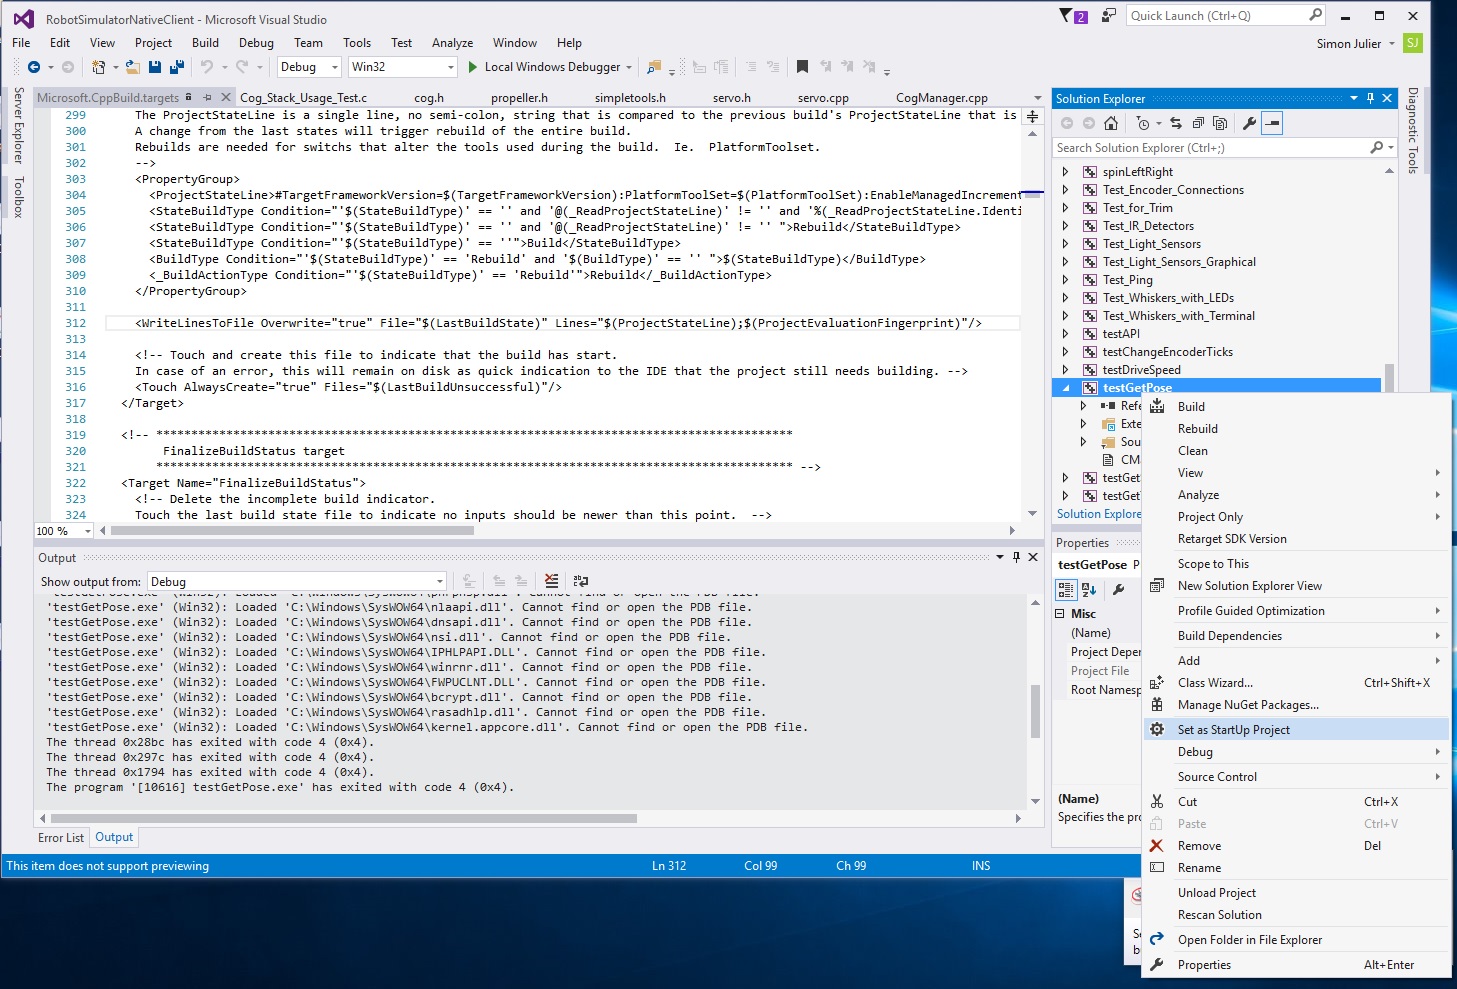 RobotSimulatorNativeClient - Microsoft Visual Studio
2
Quick Launch (Ctrl+Q)
File Edit View Project Build Debug Team Tools Test Analyze Window Help
Simon Julier SJ
Debug Win32 Local Windows Debugger
Server Explorer
Toolbox
Microsoft.CppBuild.targets Cog_Stack_Usage_Test.c cog.h propeller.h simpletools.h servo.h servo.cpp CogManager.cpp
299 The ProjectStateLine is a single line, no semi-colon, string that is compared to the previous build's ProjectStateLine that is
300 A change from the last states will trigger rebuild of the entire build.
301 Rebuilds are needed for switchs that alter the tools used during the build.  Ie.  PlatformToolset.
302 -->
303 <PropertyGroup>
304 <ProjectStateLine>#TargetFrameworkVersion=$(TargetFrameworkVersion):PlatformToolSet=$(PlatformToolSet):EnableManagedIncrement
305 <StateBuildType Condition="'$(StateBuildType)' == '' and '@(_ReadProjectStateLine)' != '' and '%(_ReadProjectStateLine.Identi
306 <StateBuildType Condition="'$(StateBuildType)' == '' and '@(_ReadProjectStateLine)' != '' ">Rebuild</StateBuildType>
307 <StateBuildType Condition="'$(StateBuildType)' == ''">Build</StateBuildType>
308 <BuildType Condition="'$(StateBuildType)' == 'Rebuild' and '$(BuildType)' == '' ">$(StateBuildType)</BuildType>
309 <_BuildActionType Condition="'$(StateBuildType)' == 'Rebuild'">Rebuild</_BuildActionType>
310 </PropertyGroup>
311
312 <WriteLinesToFile Overwrite="true" File="$(LastBuildState)" Lines="$(ProjectStateLine);$(ProjectEvaluationFingerprint)"/>
313
314 <!-- Touch and create this file to indicate that the build has start.
315 In case of an error, this will remain on disk as quick indication to the IDE that the project still needs building. -->
316 <Touch AlwaysCreate="true" Files="$(LastBuildUnsuccessful)"/>
317 </Target>
318
319 <!-- *******************************************************************************************
320 FinalizeBuildStatus target
321 ******************************************************************************************* -->
322 <Target Name="FinalizeBuildStatus">
323 <!-- Delete the incomplete build indicator.
324 Touch the last build state file to indicate no inputs should be newer than this point.  -->
100 %
Output
Show output from: Debug
'testGetPose.exe' (Win32): Loaded 'C:\Windows\SysWOW64\nlaapi.dll'. Cannot find or open the PDB file.
'testGetPose.exe' (Win32): Loaded 'C:\Windows\SysWOW64\dnsapi.dll'. Cannot find or open the PDB file.
'testGetPose.exe' (Win32): Loaded 'C:\Windows\SysWOW64\nsi.dll'. Cannot find or open the PDB file.
'testGetPose.exe' (Win32): Loaded 'C:\Windows\SysWOW64\IPHLPAPI.DLL'. Cannot find or open the PDB file.
'testGetPose.exe' (Win32): Loaded 'C:\Windows\SysWOW64\winrnr.dll'. Cannot find or open the PDB file.
'testGetPose.exe' (Win32): Loaded 'C:\Windows\SysWOW64\FWPUCLNT.DLL'. Cannot find or open the PDB file.
'testGetPose.exe' (Win32): Loaded 'C:\Windows\SysWOW64\bcrypt.dll'. Cannot find or open the PDB file.
'testGetPose.exe' (Win32): Loaded 'C:\Windows\SysWOW64\rasadhlp.dll'. Cannot find or open the PDB file.
'testGetPose.exe' (Win32): Loaded 'C:\Windows\SysWOW64\kernel.appcore.dll'. Cannot find or open the PDB file.
The thread 0x28bc has exited with code 4 (0x4).
The thread 0x297c has exited with code 4 (0x4).
The thread 0x1794 has exited with code 4 (0x4).
The program '[10616] testGetPose.exe' has exited with code 4 (0x4).
Error List Output
This item does not support previewing Ln 312 Col 99 Ch 99 INS
Solution Explorer
Search Solution Explorer (Ctrl+;)
spinLeftRight
Test_Encoder_Connections
Test_for_Trim
Test_IR_Detectors
Test_Light_Sensors
Test_Light_Sensors_Graphical
Test_Ping
Test_Whiskers_with_LEDs
Test_Whiskers_with_Terminal
testAPI
testChangeEncoderTicks
testDriveSpeed
testGetPose
Refe
Exte
Sou
CM
testGet
testGet
Solution Explore
Properties
testGetPose P
Misc
(Name)
Project Deper
Project File
Root Namesp
(Name)
Specifies the pro
Diagnostic Tools
Build
Rebuild
Clean
View
Analyze
Project Only
Retarget SDK Version
Scope to This
New Solution Explorer View
Profile Guided Optimization
Build Dependencies
Add
Class Wizard... Ctrl+Shift+X
Manage NuGet Packages...
Set as StartUp Project
Debug
Source Control
Cut Ctrl+X
Paste Ctrl+V
Remove Del
Rename
Unload Project
Rescan Solution
Open Folder in File Explorer
Properties Alt+Enter